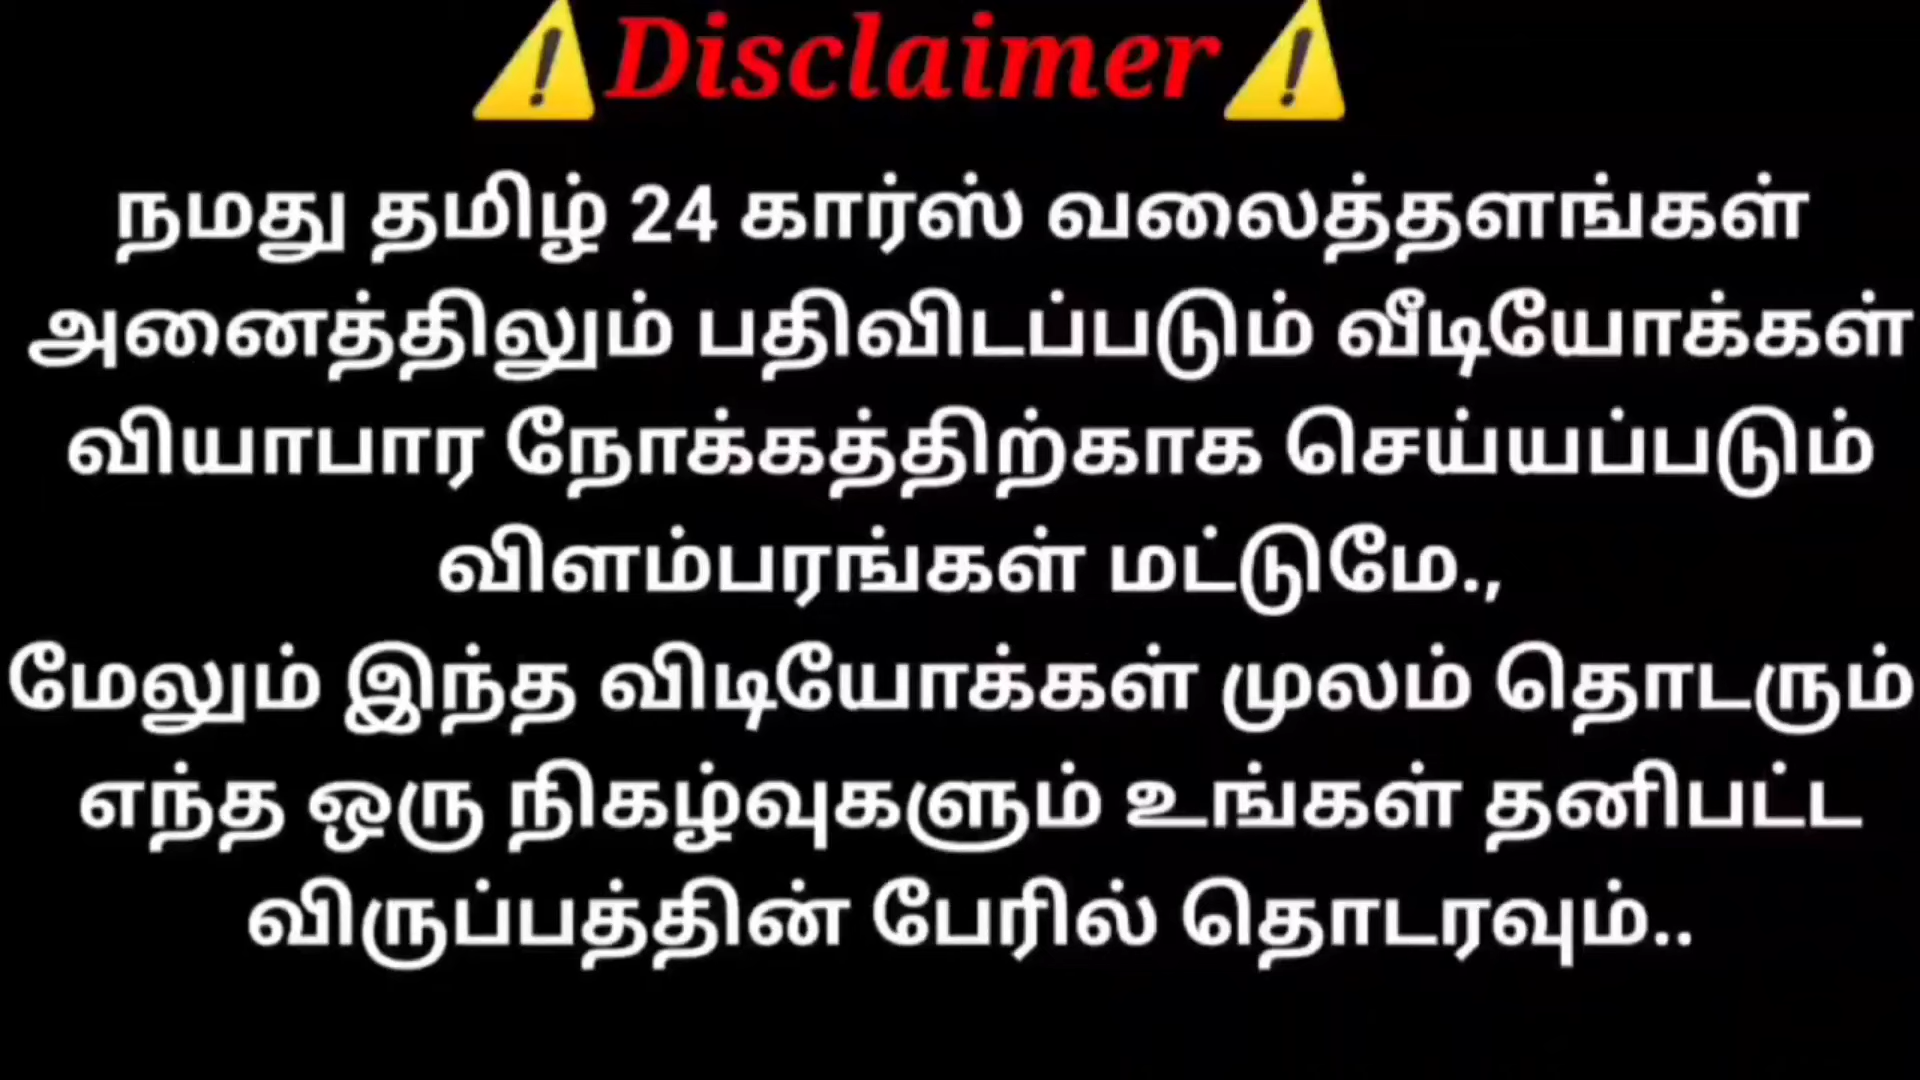 ⚠️Disclaimer⚠️
நமது தமிழ் 24 கார்ஸ் வலைத்தளங்கள்
அனைத்திலும் பதிவிடப்படும் வீடியோக்கள்
வியாபார நோக்கத்திற்காக செய்யப்படும்
விளம்பரங்கள் மட்டுமே.,
மேலும் இந்த விடியோக்கள் முலம் தொடரும்
எந்த ஒரு நிகழ்வுகளும் உங்கள் தனிபட்ட
விருப்பத்தின் பேரில் தொடரவும்..